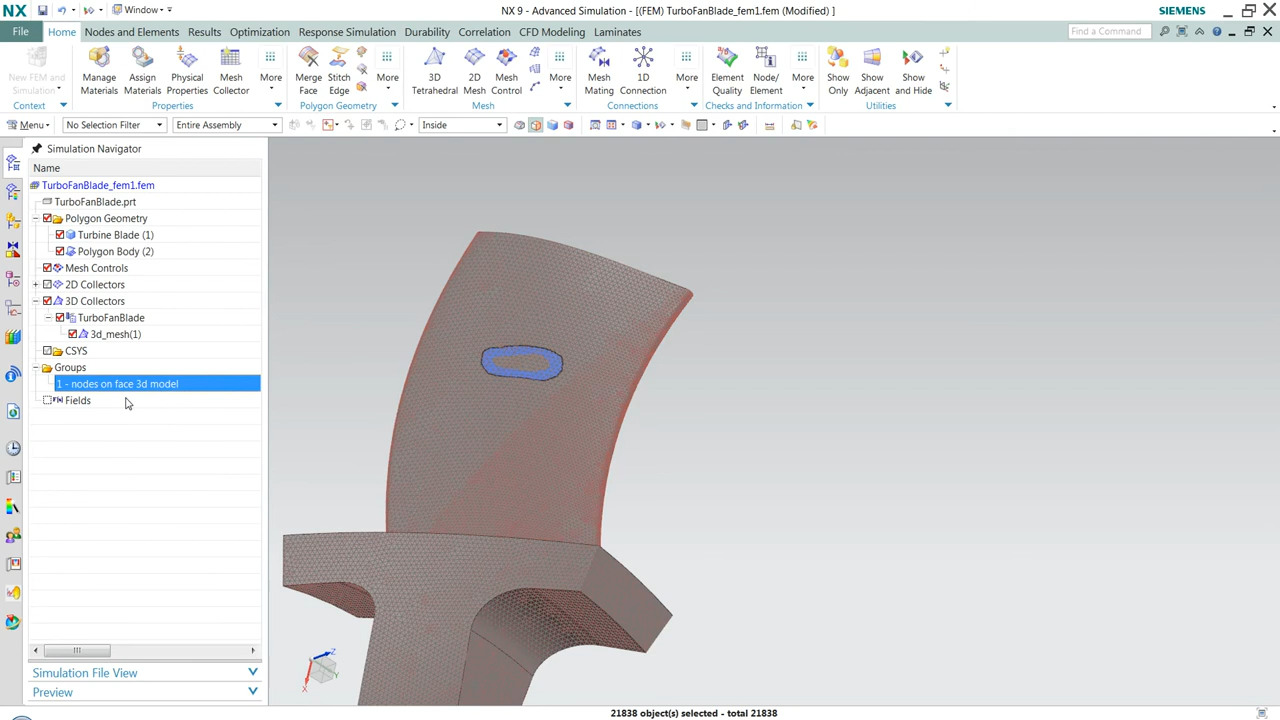 NX Window NX 9 - Advanced Simulation - [(FEM) TurboFanBlade_fem1.fem (Modified) ] SIEMENS
File Home Nodes and Elements Results Optimization Response Simulation Durability Correlation CFD Modeling Laminates Find a Command
New FEM and Simulation Manage Materials Assign Materials Physical Properties Mesh Collector More Merge Face Stitch Edge More 3D Tetrahedral 2D Mesh Mesh Control More Mesh Mating 1D Connection More Element Quality Node/ Element More Show Only Show Adjacent Show and Hide
Context Properties Polygon Geometry Mesh Connections Checks and Information Utilities
Menu No Selection Filter Entire Assembly Inside
Simulation Navigator
Name
TurboFanBlade_fem1.fem
TurboFanBlade.prt
Polygon Geometry
Turbine Blade (1)
Polygon Body (2)
Mesh Controls
2D Collectors
3D Collectors
TurboFanBlade
3d_mesh(1)
CSYS
Groups
1 - nodes on face 3d model
Fields
Z
Y
X
Simulation File View
Preview
21838 object(s) selected - total 21838